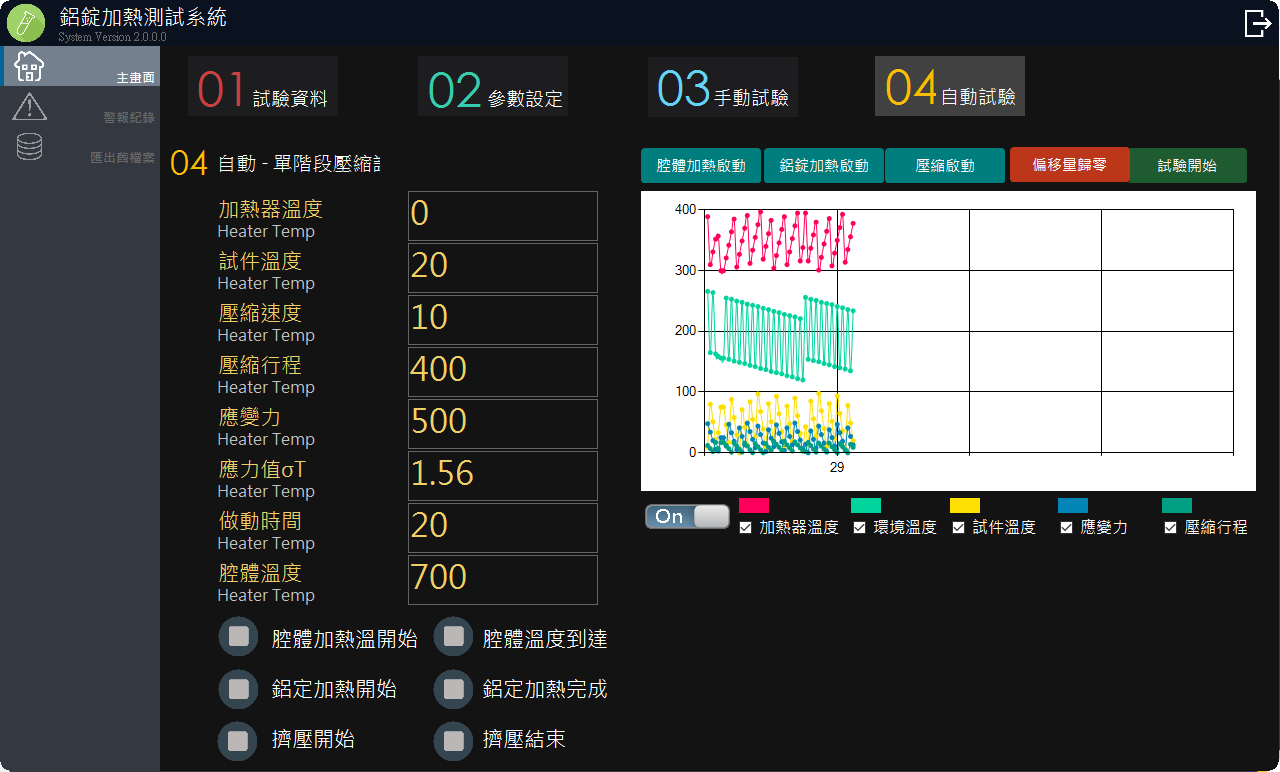 鋁錠加熱測試系統
System Version 2.0.0.0
主畫面
警報紀錄
匯出舊檔案
01 試驗資料
02 參數設定
03 手動試驗
04 自動試驗
04 自動 - 單階段壓縮
腔體加熱啟動
鋁錠加熱啟動
壓縮啟動
偏移量歸零
試驗開始
加熱器溫度
Heater Temp
0
試件溫度
Heater Temp
20
壓縮速度
Heater Temp
10
壓縮行程
Heater Temp
400
應變力
Heater Temp
500
應力值σT
Heater Temp
1.56
做動時間
Heater Temp
20
腔體溫度
Heater Temp
700
腔體加熱溫開始
腔體溫度到達
鋁定加熱開始
鋁定加熱完成
擠壓開始
擠壓結束
400
300
200
100
0
29
On
加熱器溫度
環境溫度
試件溫度
應變力
壓縮行程